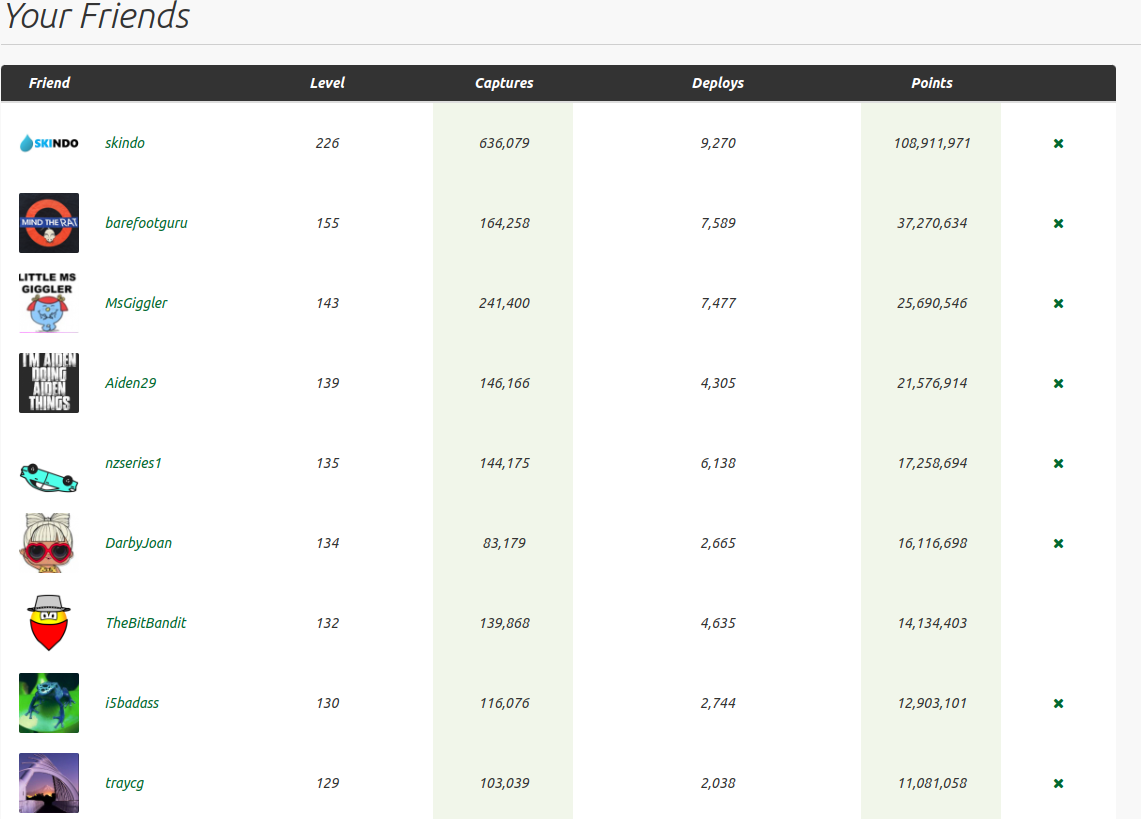 Your Friends
Friend Level Captures Deploys Points
SKINDO skindo 226 636,079 9,270 108,911,971
MIND THE RAT barefootguru 155 164,258 7,589 37,270,634
LITTLE MS
GIGGLER
MsGiggler 143 241,400 7,477 25,690,546
I'M AIDEN
DOING
AIDEN
THINGS
Aiden29 139 146,166 4,305 21,576,914
nzseries1 135 144,175 6,138 17,258,694
DarbyJoan 134 83,179 2,665 16,116,698
TheBitBandit 132 139,868 4,635 14,134,403
i5badass 130 116,076 2,744 12,903,101
traycg 129 103,039 2,038 11,081,058